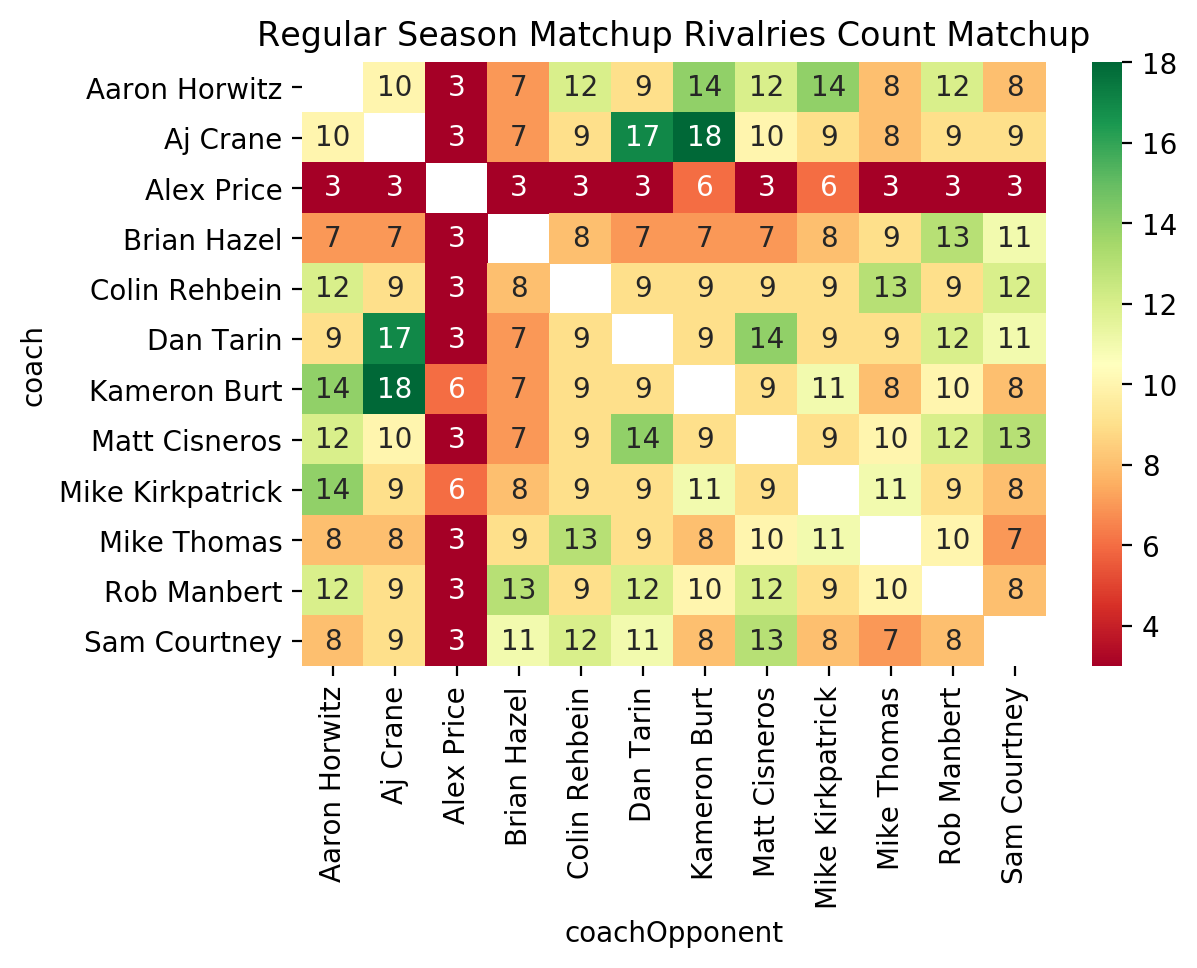 Regular Season Matchup Rivalries Count Matchup
Aaron Horwitz 10 3 7 12 9 14 12 14 8 12 8
Aj Crane 10 3 7 9 17 18 10 9 8 9 9
Alex Price 3 3 3 3 3 6 3 6 3 3 3
Brian Hazel 7 7 3 8 7 7 7 8 9 13 11
Colin Rehbein 12 9 3 8 9 9 9 9 13 9 12
Dan Tarin 9 17 3 7 9 9 14 9 9 12 11
Kameron Burt 14 18 6 7 9 9 9 11 8 10 8
Matt Cisneros 12 10 3 7 9 14 9 9 10 12 13
Mike Kirkpatrick 14 9 6 8 9 9 11 9 11 9 8
Mike Thomas 8 8 3 9 13 9 8 10 11 10 7
Rob Manbert 12 9 3 13 9 12 10 12 9 10 8
Sam Courtney 8 9 3 11 12 11 8 13 8 7 8
coach
Aaron Horwitz
Aj Crane
Alex Price
Brian Hazel
Colin Rehbein
Dan Tarin
Kameron Burt
Matt Cisneros
Mike Kirkpatrick
Mike Thomas
Rob Manbert
Sam Courtney
coachOpponent
18
16
14
12
10
8
6
4